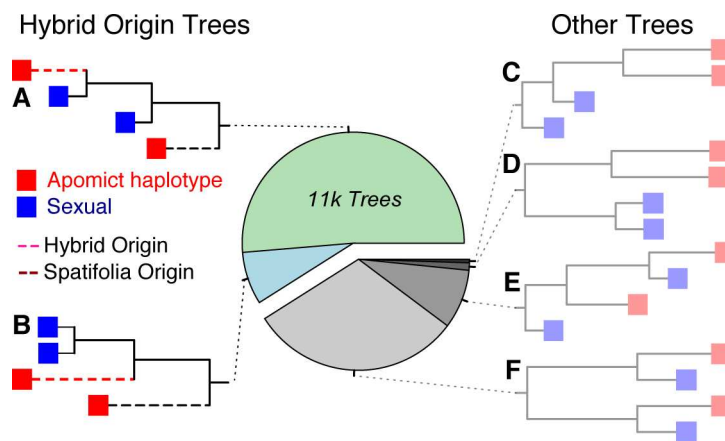 Hybrid Origin Trees
Other Trees
A
Apomict haplotype
Sexual
Hybrid Origin
Spatifolia Origin
B
11k Trees
C
D
E
F